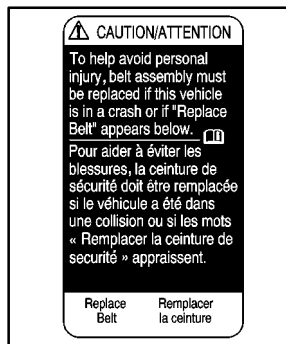 CAUTION/ATTENTION
To help avoid personal
injury, belt assembly must
be replaced if this vehicle
is in a crash or if "Replace
Belt" appears below.
Pour aider à éviter les
blessures, la ceinture de
sécurité doit être remplacée
si le véhicule a été dans
une collision ou si les mots
« Remplacer la ceinture de
securité » appraissent.
Replace Remplacer
Belt la ceinture